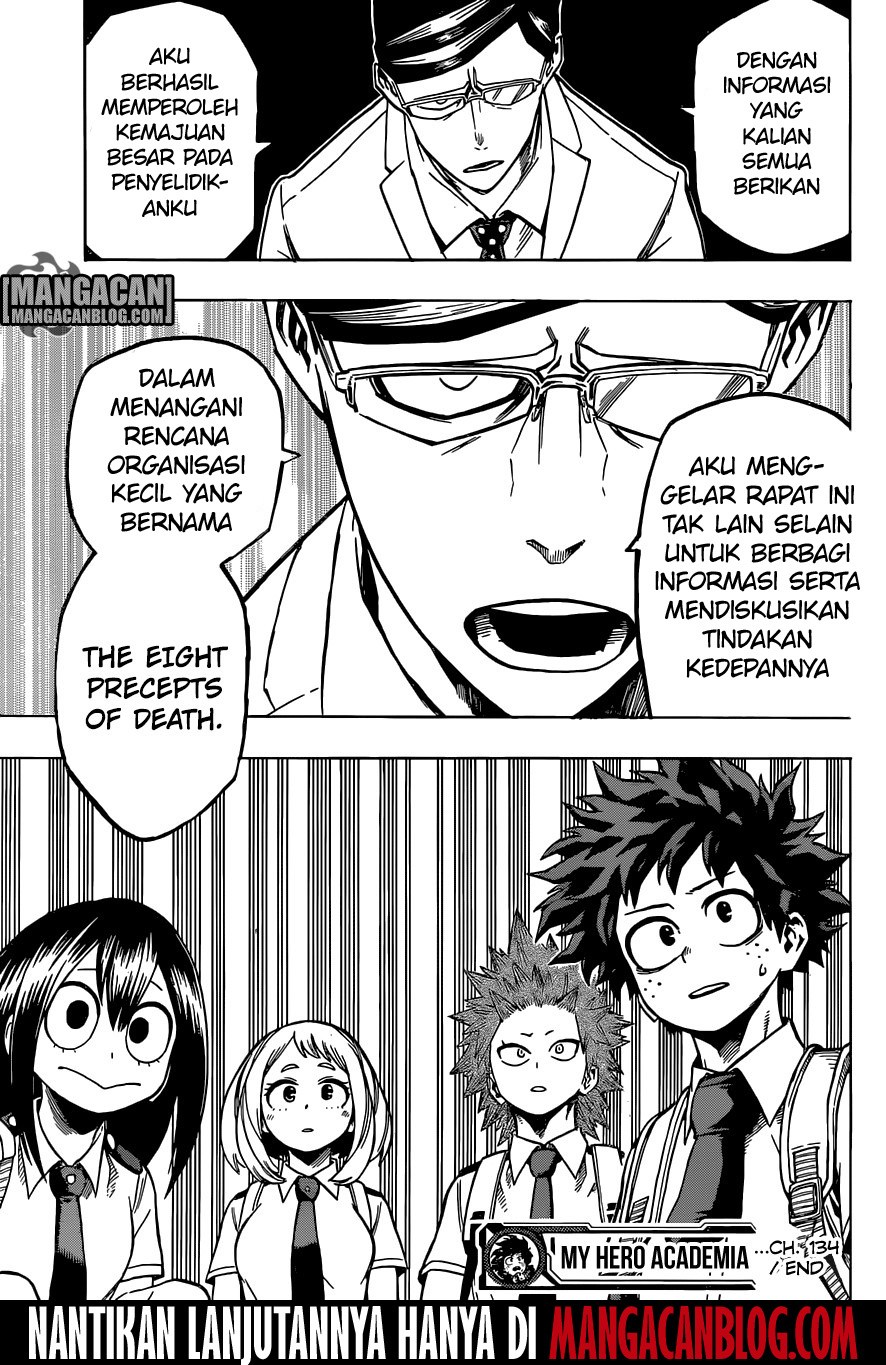 DENGAN
INFORMASI
YANG
KALIAN
SEMUA
BERIKAN
AKU
BERHASIL
MEMPEROLEH
KEMAJUAN
BESAR PADA
PENYELIDIK-
ANKU
MANGACAN
MANGACANBLOG.COM
AKU MENG-
GELAR RAPAT INI
TAK LAIN SELAIN
UNTUK BERBAGI
INFORMASI SERTA
MENDISKUSIKAN
TINDAKAN
KEDEPANNYA
DALAM
MENANGANI
RENCANA
ORGANISASI
KECIL YANG
BERNAMA
THE EIGHT
PRECEPTS
OF DEATH.
MY HERO ACADEMIA
...CH. 134
/ END
NANTIKAN LANJUTANNYA HANYA DI MANGACANBLOG.COM